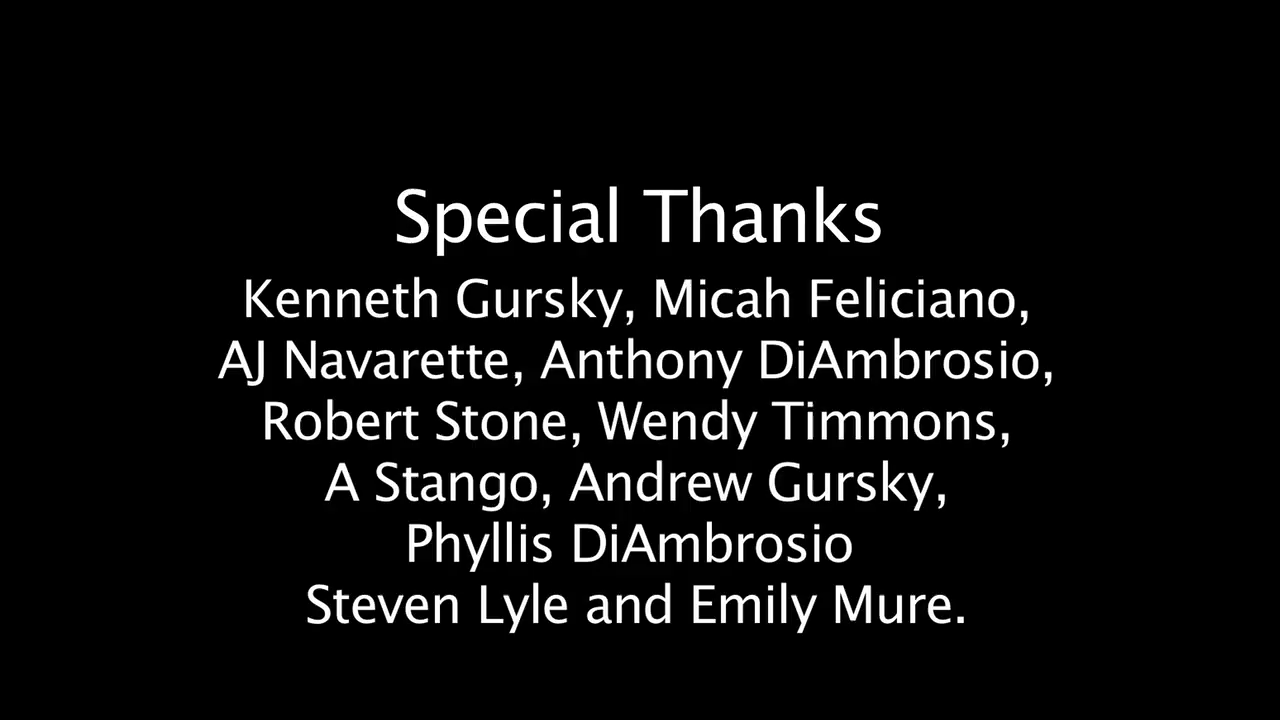 Special Thanks
Kenneth Gursky, Micah Feliciano,
AJ Navarette, Anthony DiAmbrosio,
Robert Stone, Wendy Timmons,
A Stango, Andrew Gursky,
Phyllis DiAmbrosio
Steven Lyle and Emily Mure.